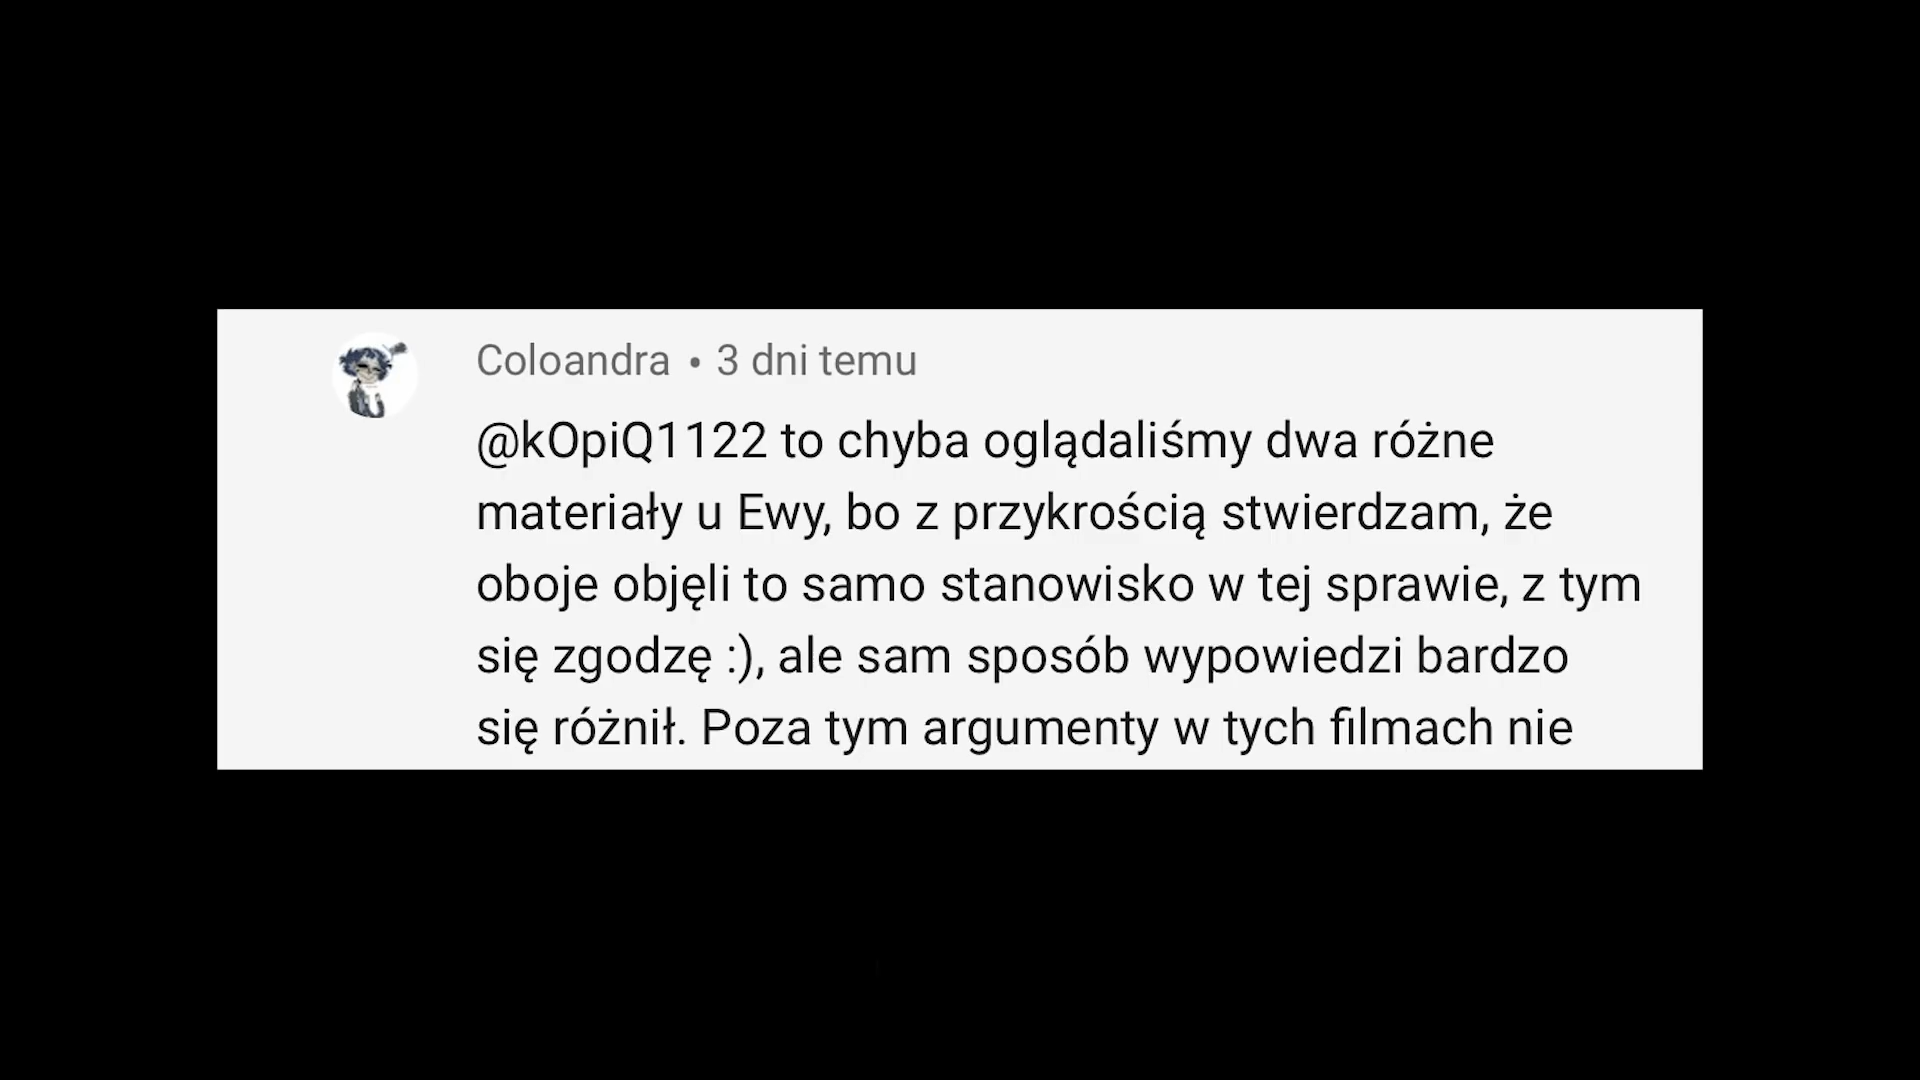 Coloandra • 3 dni temu
@kOpiQ1122 to chyba oglądaliśmy dwa różne
materiały u Ewy, bo z przykrością stwierdzam, że
oboje objęli to samo stanowisko w tej sprawie, z tym
się zgodzę :), ale sam sposób wypowiedzi bardzo
się różnił. Poza tym argumenty w tych filmach nie